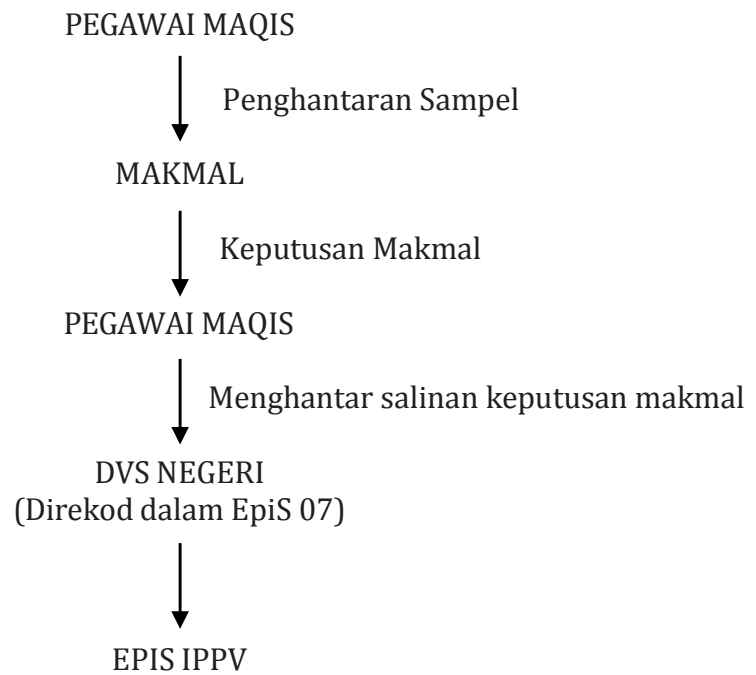 PEGAWAI MAQIS
Penghantaran Sampel
MAKMAL
Keputusan Makmal
PEGAWAI MAQIS
Menghantar salinan keputusan makmal
DVS NEGERI
(Direkod dalam EpiS 07)
EPIS IPPV